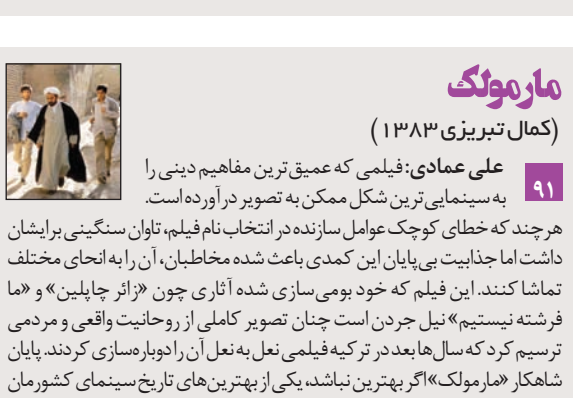 مارمولک
(کمال تبریزی ۱۳۸۳)
۹۱
علی عمادی: فیلمی که عمیق‌ترین مفاهیم دینی را
به سینمایی‌ترین شکل ممکن به تصویر در آورده است.
هر چند که خطای کوچک عوامل سازنده در انتخاب نام فیلم، تاوان سنگینی برایشان
داشت اما جذابیت بی‌پایان این کمدی باعث شده مخاطبان، آن را به انحای مختلف
تماشا کنند. این فیلم که خود بومی‌سازی شده آثاری چون «زائر چاپلین» و «ما
فرشته نیستیم» نیل جردن است چنان تصویر کاملی از روحانیت واقعی و مردمی
ترسیم کرد که سال‌ها بعد در ترکیه فیلمی نعل به نعل آن را دوباره‌سازی کردند. پایان
شاهکار «مارمولک» اگر بهترین نباشد، یکی از بهترین‌های تاریخ سینمای کشورمان